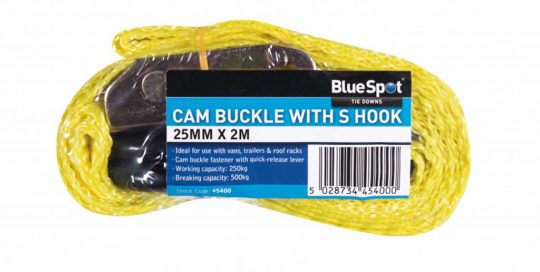 BlueSpot
TIE DOWNS
CAM BUCKLE WITH S HOOK
25MM X 2M
• Ideal for use with vans, trailers & roof racks
• Cam buckle fastener with quick-release lever
• Working capacity: 250kg
• Breaking capacity: 500kg
Stock Code: 45400
5 028734 454000